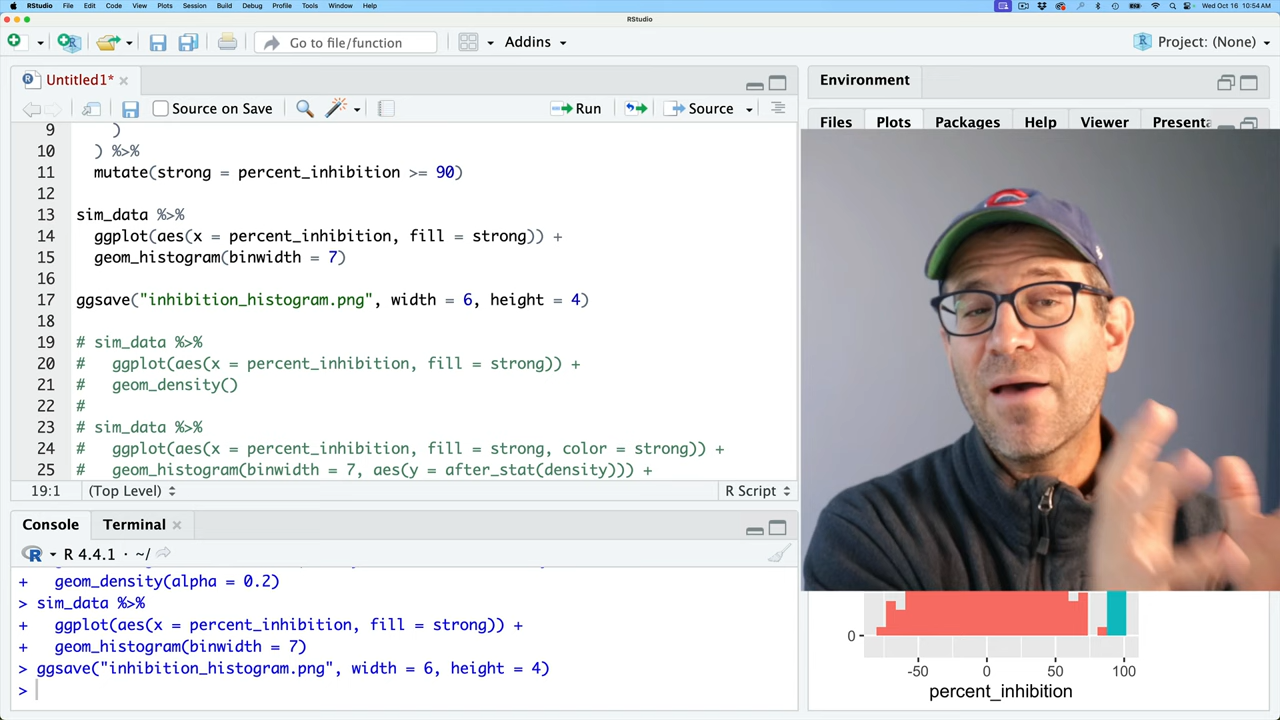 RStudio File Edit Code View Plots Session Build Debug Profile Tools Window Help Wed Oct 16 10:54 AM
RStudio
Go to file/function Addins Project: (None)
Untitled1* Environment
Source on Save Run Source Files Plots Packages Help Viewer Presenta
9 )
10 ) %>%
11 mutate(strong = percent_inhibition >= 90)
12
13 sim_data %>%
14 ggplot(aes(x = percent_inhibition, fill = strong)) +
15 geom_histogram(binwidth = 7)
16
17 ggsave("inhibition_histogram.png", width = 6, height = 4)
18
19 # sim_data %>%
20 # ggplot(aes(x = percent_inhibition, fill = strong)) +
21 # geom_density()
22 #
23 # sim_data %>%
24 # ggplot(aes(x = percent_inhibition, fill = strong, color = strong)) +
25 # geom_histogram(binwidth = 7, aes(y = after_stat(density))) +
19:1 (Top Level) R Script
Console Terminal
R 4.4.1 · ~/
+ geom_density(alpha = 0.2)
> sim_data %>%
+ ggplot(aes(x = percent_inhibition, fill = strong)) +
+ geom_histogram(binwidth = 7)
> ggsave("inhibition_histogram.png", width = 6, height = 4)
>
0
-50 0 50 100
percent_inhibition